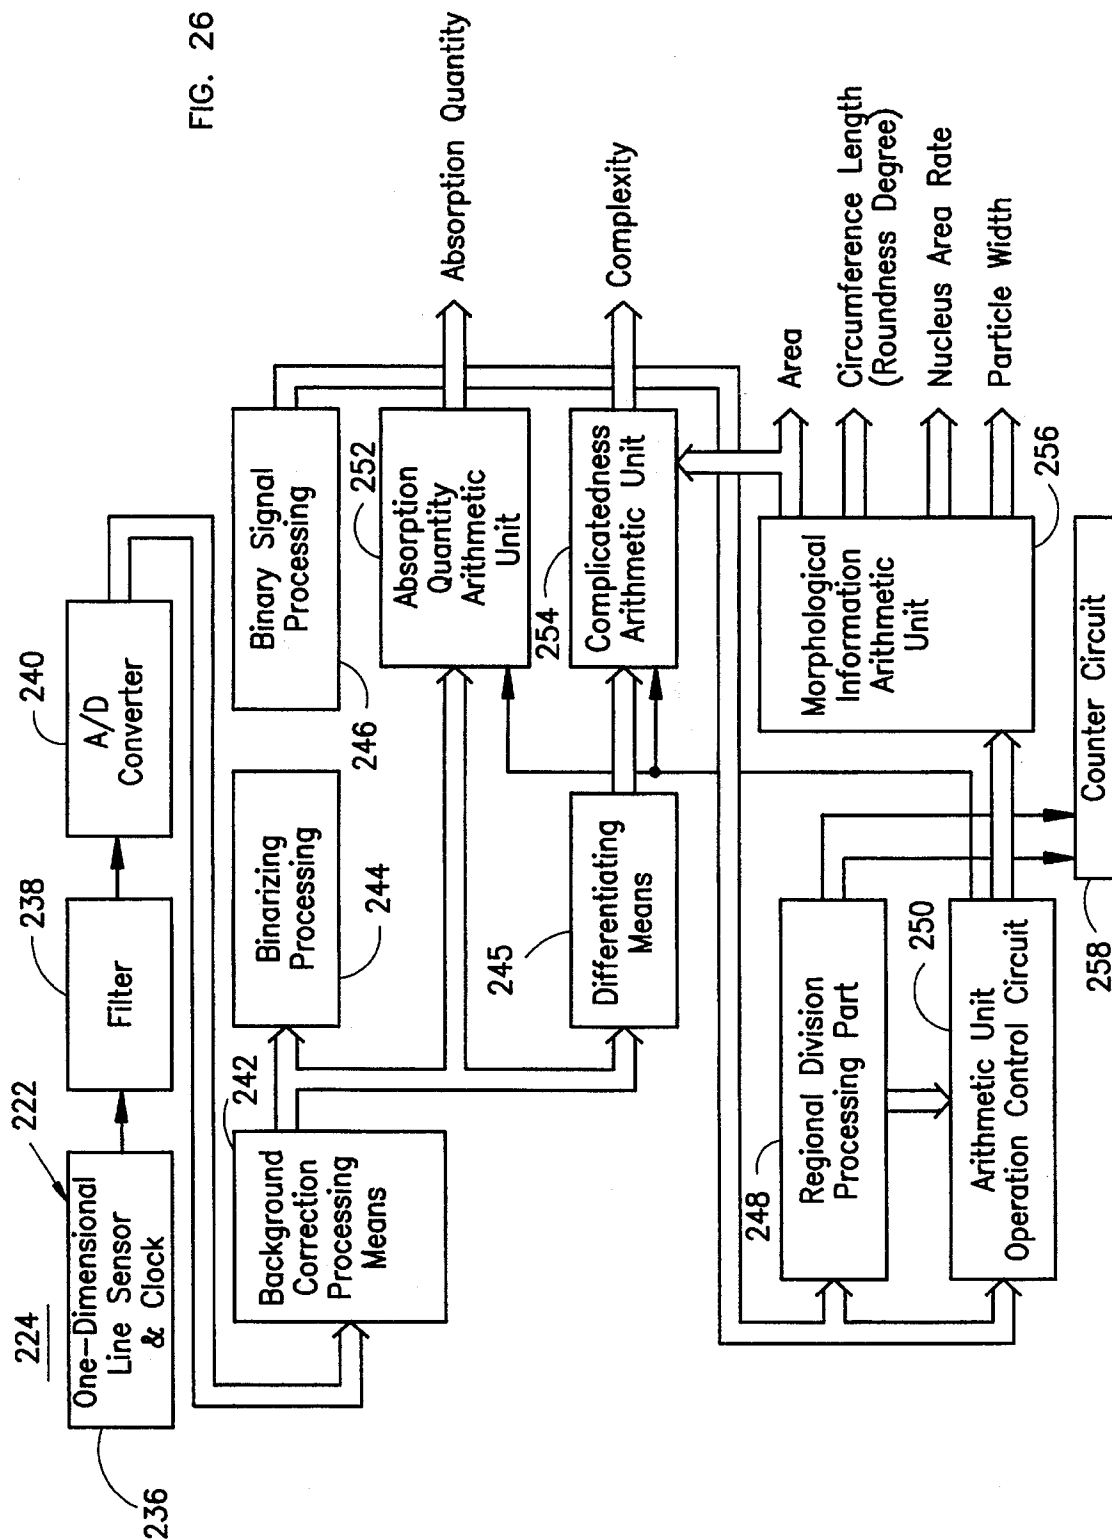 FIG. 26
224
222
One-Dimensional
Line Sensor
& Clock
236
Filter
238
A/D
Converter
240
Background
Correction
Processing
Means
242
Binarizing
Processing
244
Binary Signal
Processing
246
Absorption
Quantity
Arithmetic
Unit
252
Absorption Quantity
Differentiating
Means
245
Complicatedness
Arithmetic Unit
254
Complexity
Regional Division
Processing Part
248
Arithmetic Unit
Operation Control Circuit
250
Morphological
Information
Arithmetic
Unit
256
Area
Circumference Length
(Roundness Degree)
Nucleus Area Rate
Particle Width
Counter Circuit
258